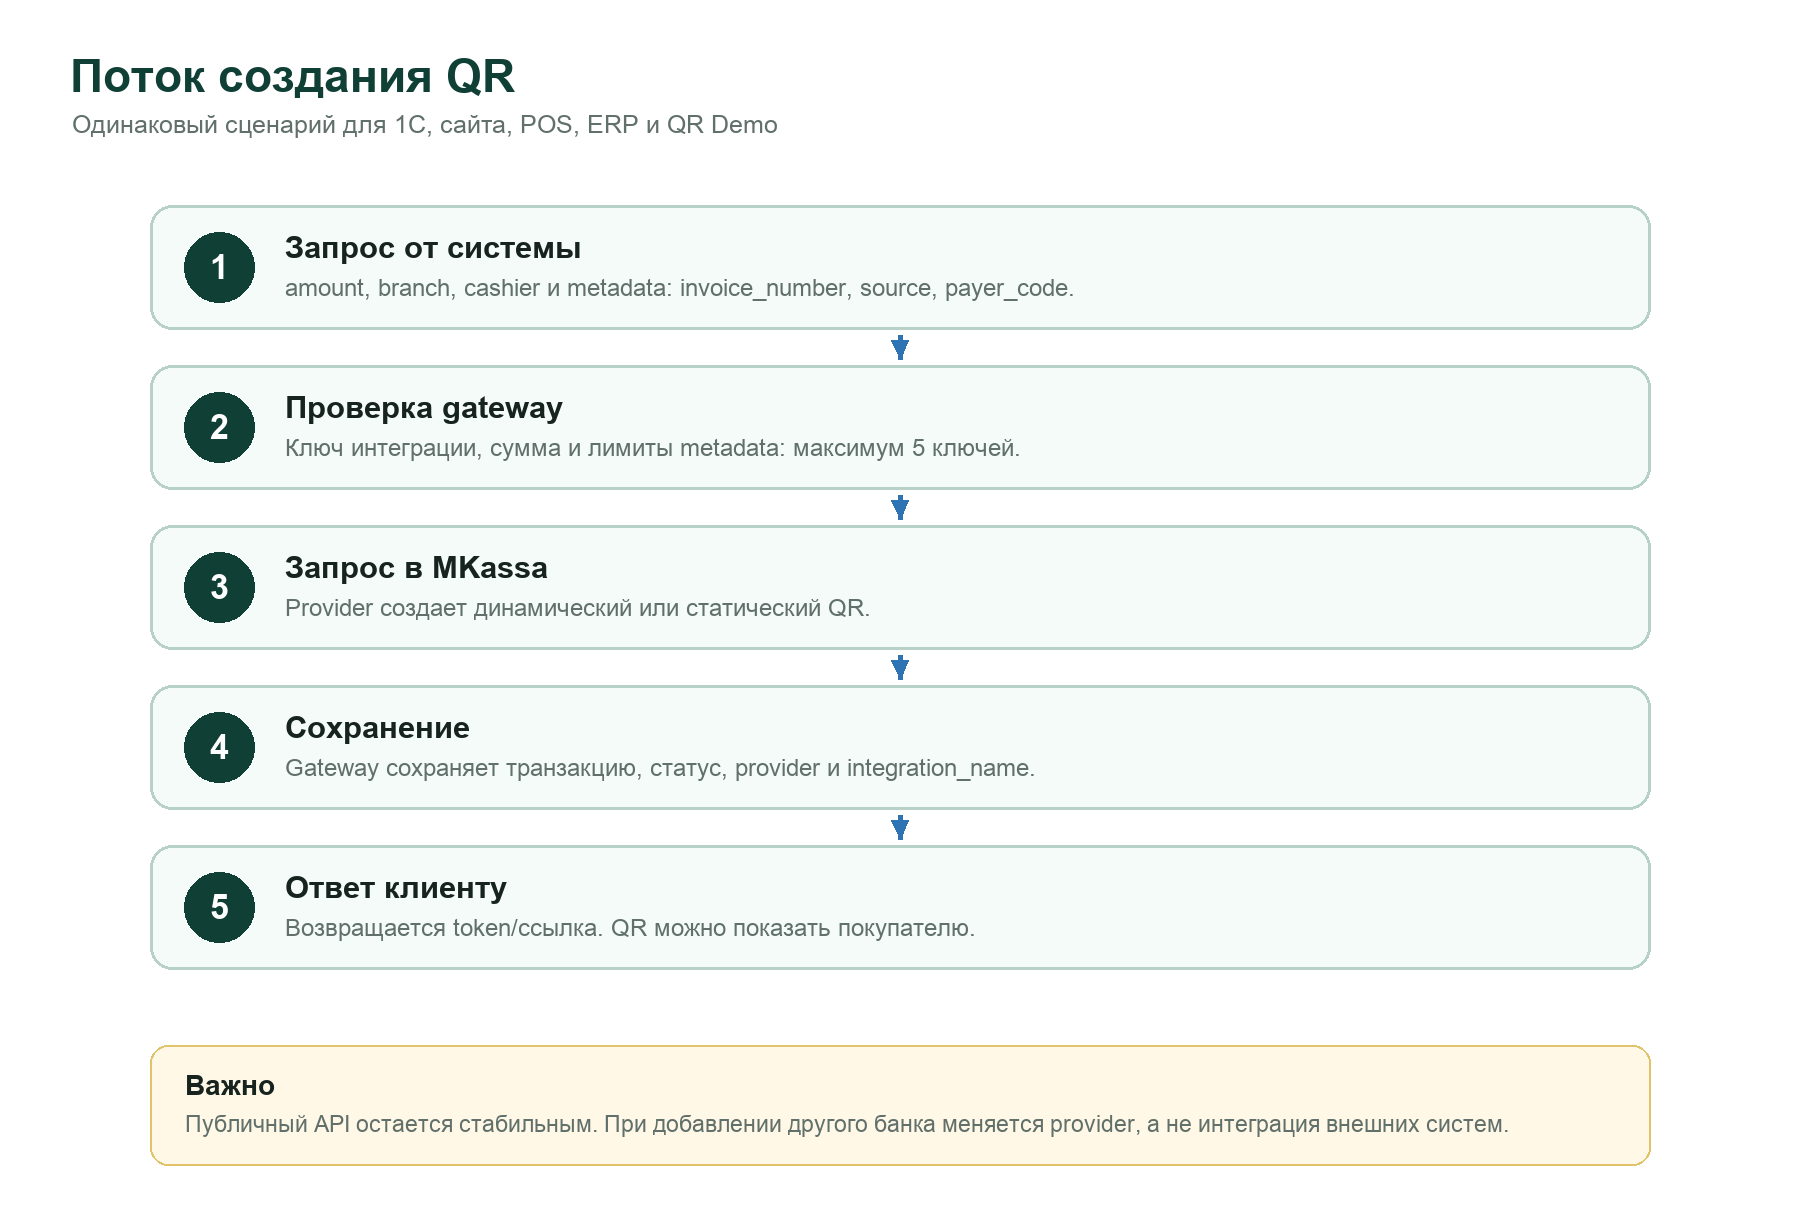 Поток создания QR
Одинаковый сценарий для 1С, сайта, POS, ERP и QR Demo
1
Запрос от системы
amount, branch, cashier и metadata: invoice_number, source, payer_code.
2
Проверка gateway
Ключ интеграции, сумма и лимиты metadata: максимум 5 ключей.
3
Запрос в MKassa
Provider создает динамический или статический QR.
4
Сохранение
Gateway сохраняет транзакцию, статус, provider и integration_name.
5
Ответ клиенту
Возвращается token/ссылка. QR можно показать покупателю.
Важно
Публичный API остается стабильным. При добавлении другого банка меняется provider, а не интеграция внешних систем.